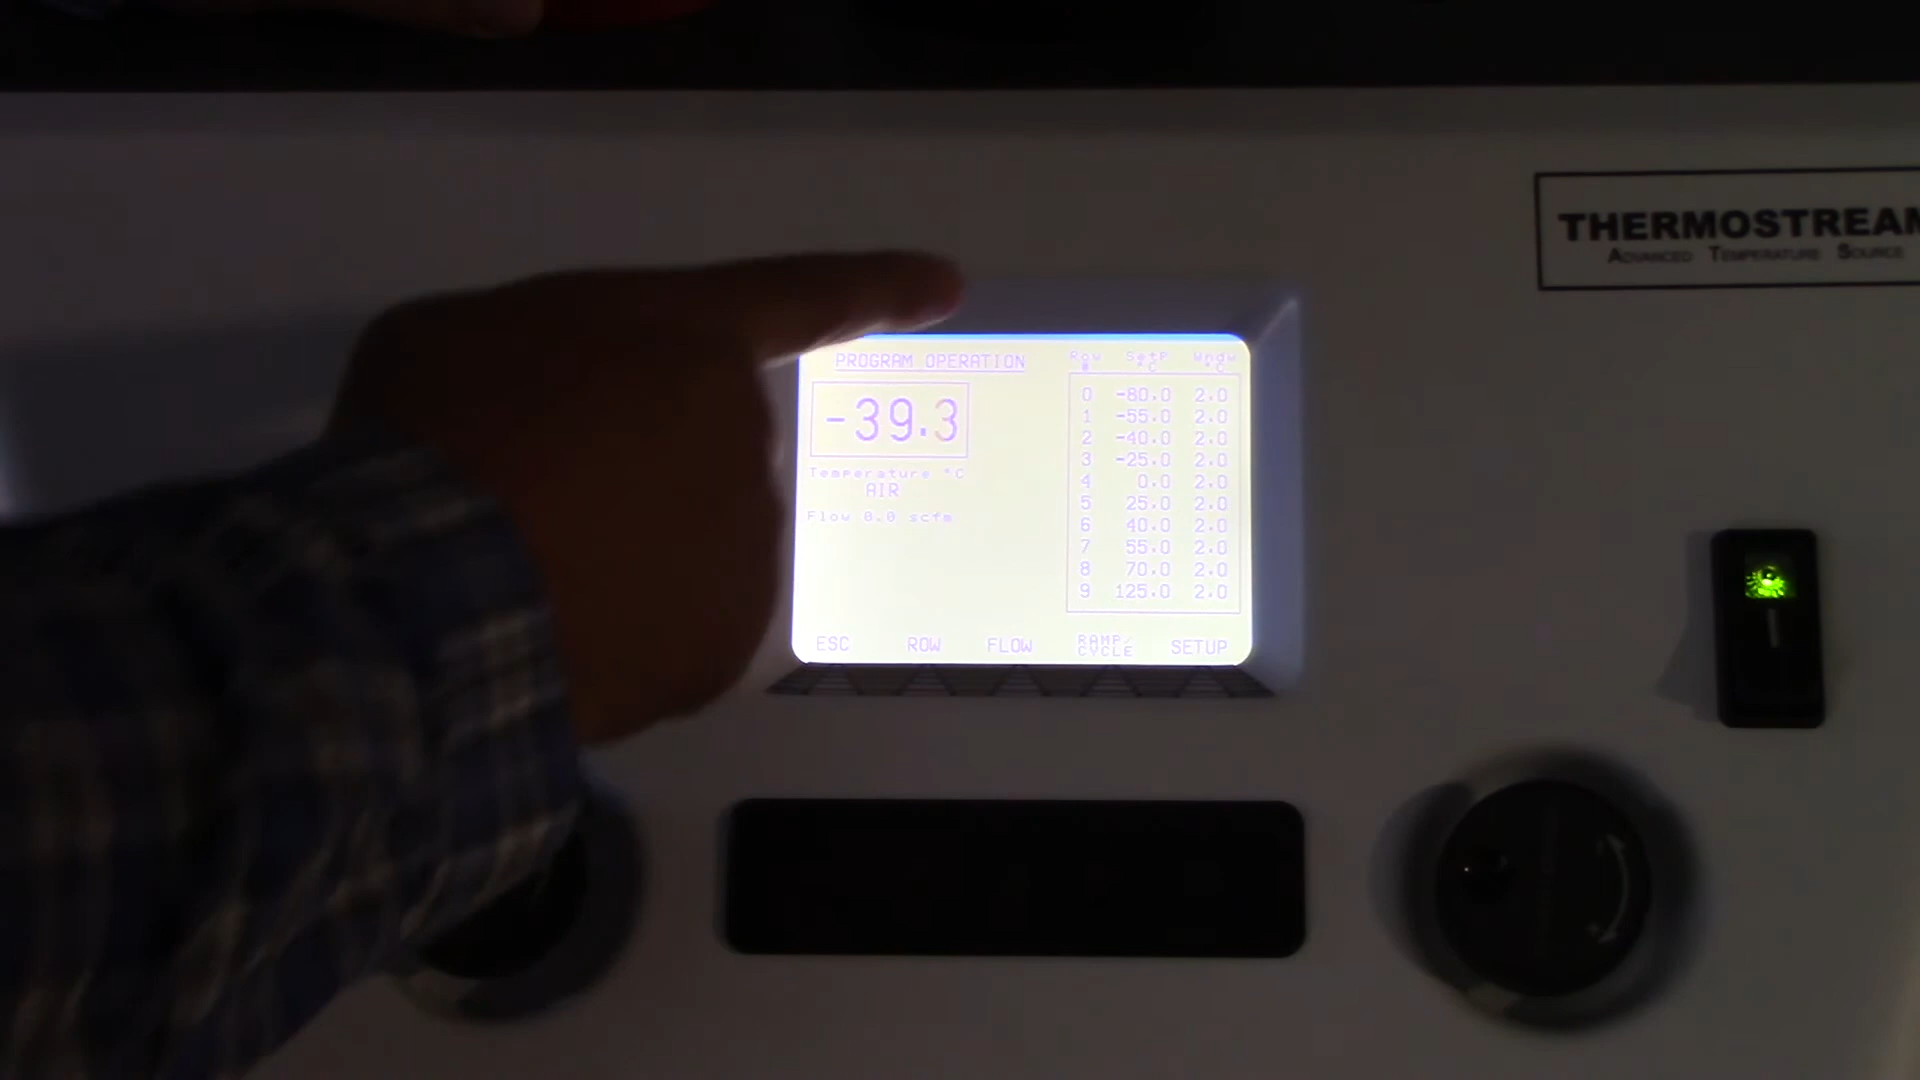 THERMOSTREAM
ADVANCED TEMPERATURE SOURCE
PROGRAM OPERATION
-39.3
Temperature °C
AIR
Flow 0.0 scfm
Row SetP Wndw
# °C °C
0 -80.0 2.0
1 -55.0 2.0
2 -40.0 2.0
3 -25.0 2.0
4 0.0 2.0
5 25.0 2.0
6 40.0 2.0
7 55.0 2.0
8 70.0 2.0
9 125.0 2.0
ESC ROW FLOW RAMP/ CYCLE SETUP